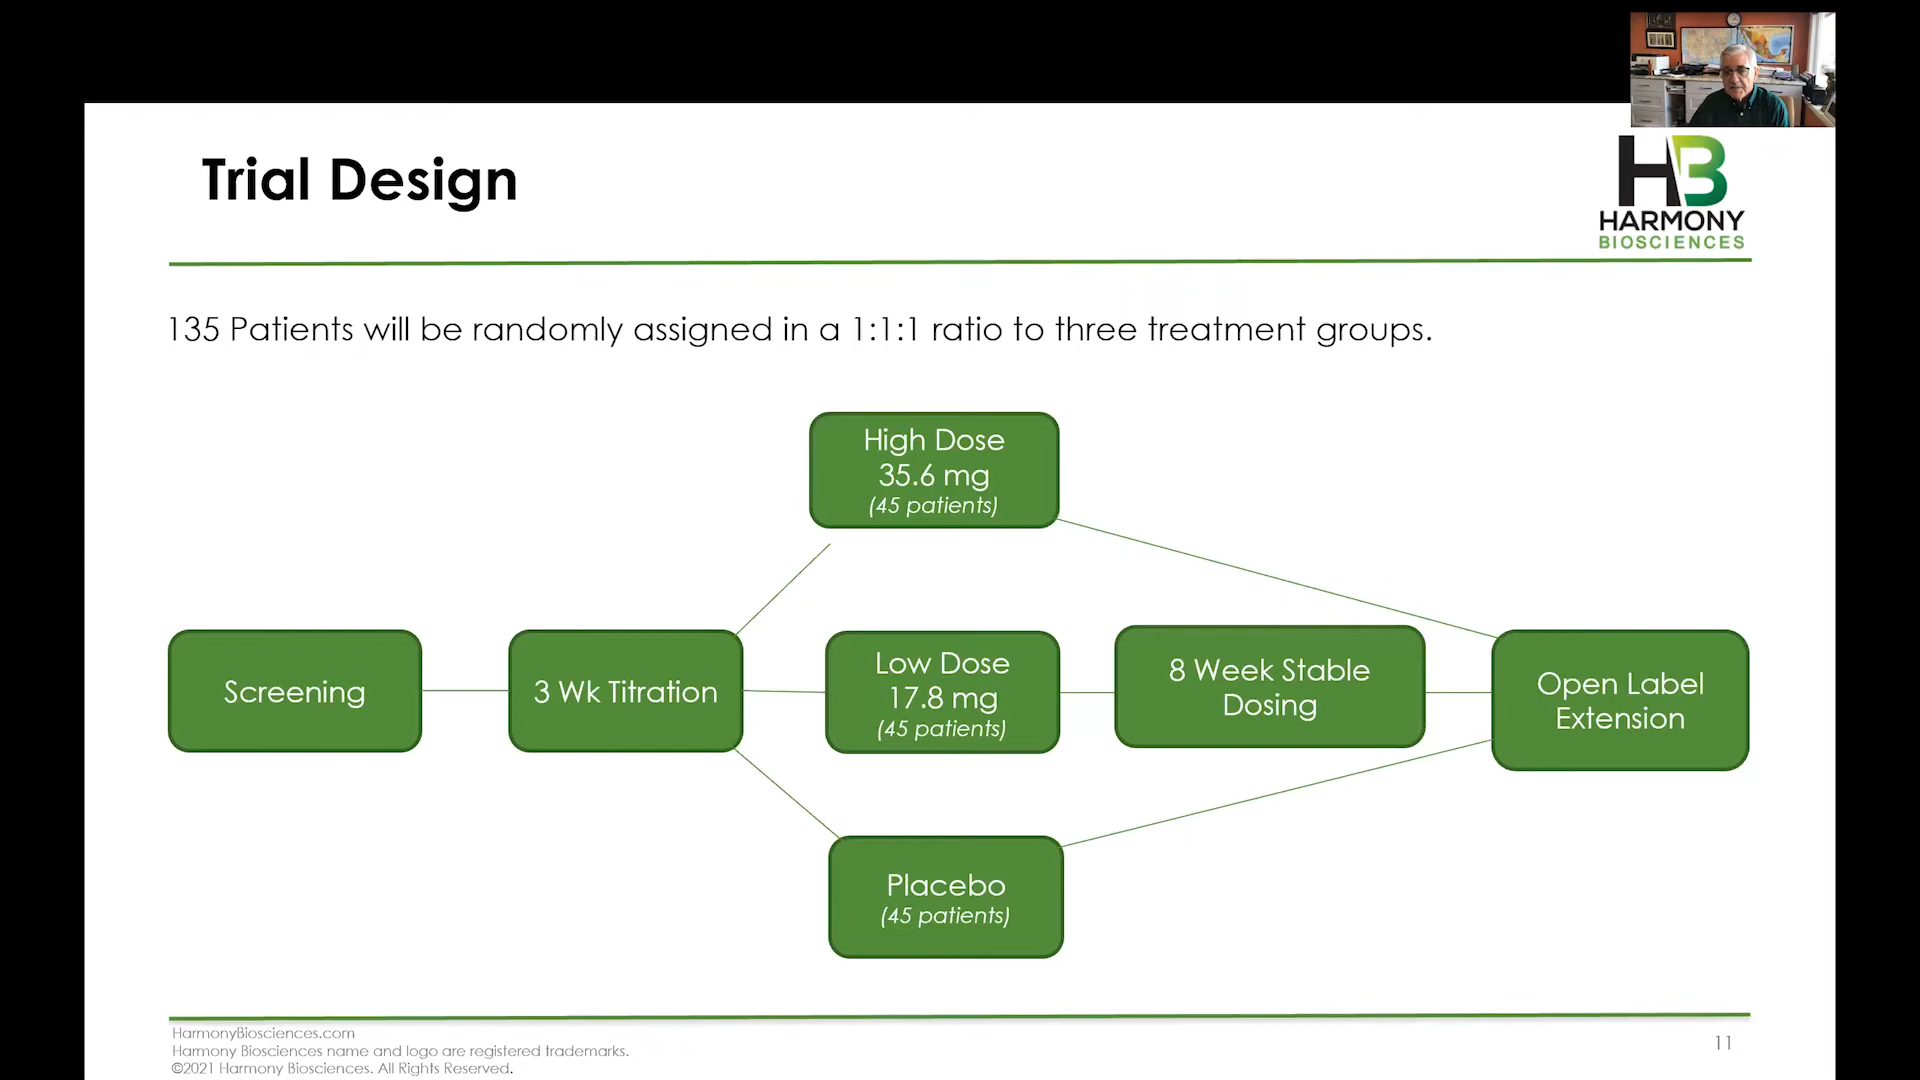 Trial Design
HARMONY
BIOSCIENCES
135 Patients will be randomly assigned in a 1:1:1 ratio to three treatment groups.
High Dose
35.6 mg
(45 patients)
Screening
3 Wk Titration
Low Dose
17.8 mg
(45 patients)
8 Week Stable
Dosing
Open Label
Extension
Placebo
(45 patients)
HarmonyBiosciences.com
Harmony Biosciences name and logo are registered trademarks.
©2021 Harmony Biosciences. All Rights Reserved.
11